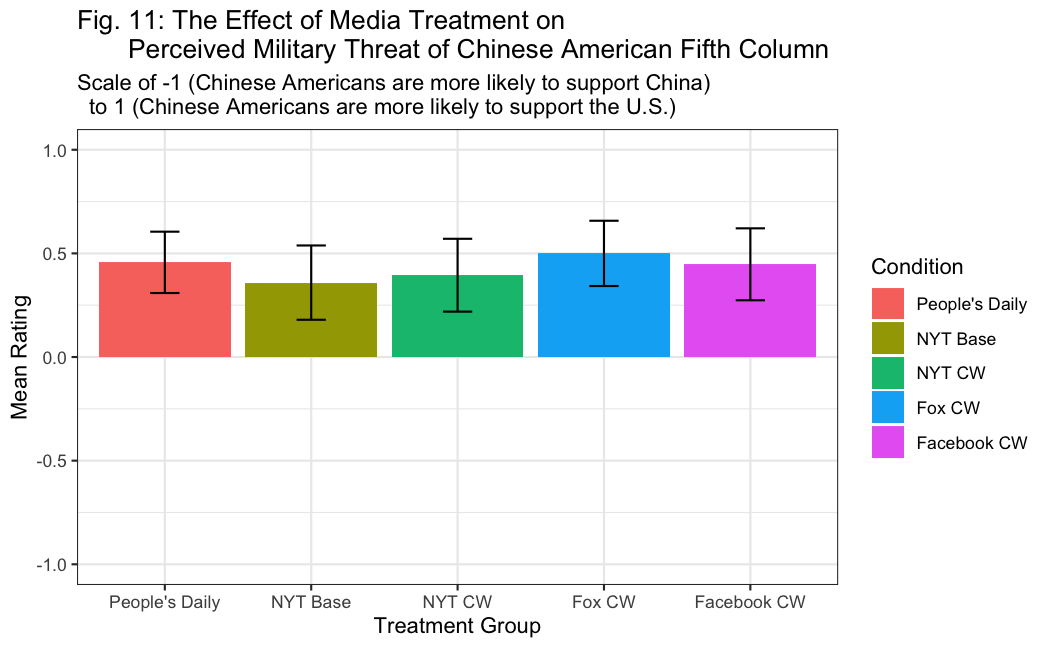 Fig. 11: The Effect of Media Treatment on
Perceived Military Threat of Chinese American Fifth Column
Scale of -1 (Chinese Americans are more likely to support China)
to 1 (Chinese Americans are more likely to support the U.S.)
1.0
0.5
0.0
-0.5
-1.0
Mean Rating
People's Daily
NYT Base
NYT CW
Fox CW
Facebook CW
Treatment Group
Condition
People's Daily
NYT Base
NYT CW
Fox CW
Facebook CW